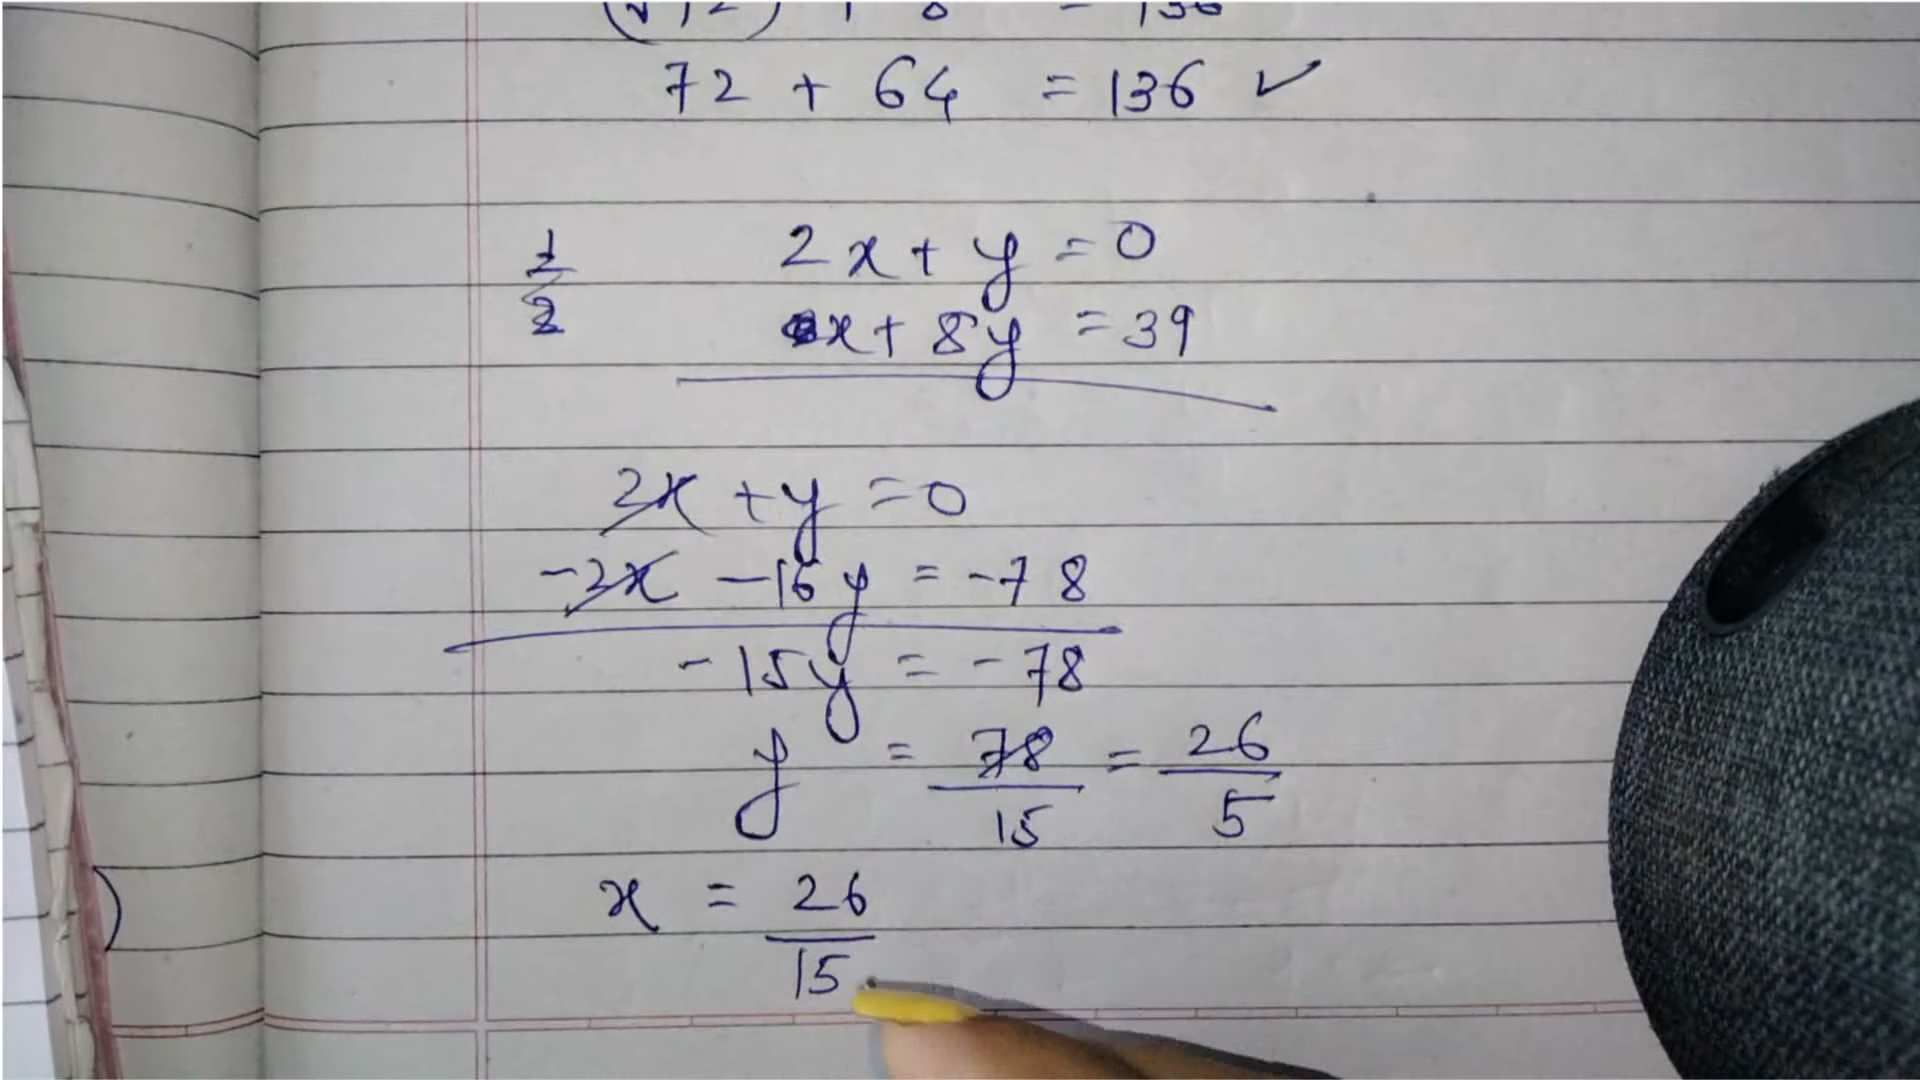 72 + 64 = 136 ✓
1/2
2x + y = 0
x + 8y = 39
2x + y = 0
-2x - 16y = -78
-15y = -78
y = 78/15 = 26/5
x = 26/15